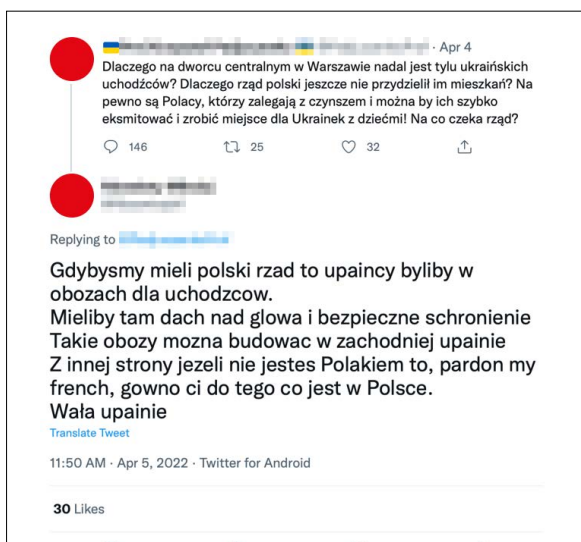 · Apr 4
Dlaczego na dworcu centralnym w Warszawie nadal jest tylu ukraińskich
uchodźców? Dlaczego rząd polski jeszcze nie przydzielił im mieszkań? Na
pewno są Polacy, którzy zalegają z czynszem i można by ich szybko
eksmitować i zrobić miejsce dla Ukrainek z dziećmi! Na co czeka rząd?
146 25 32
Replying to
Gdybysmy mieli polski rzad to upaincy byliby w
obozach dla uchodzcow.
Mieliby tam dach nad glowa i bezpieczne schronienie
Takie obozy mozna budowac w zachodniej upainie
Z innej strony jezeli nie jestes Polakiem to, pardon my
french, gowno ci do tego co jest w Polsce.
Wała upainie
Translate Tweet
11:50 AM · Apr 5, 2022 · Twitter for Android
30 Likes